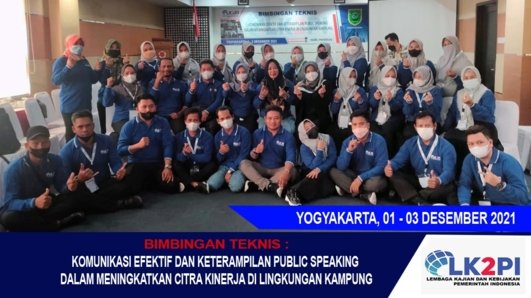 BIMBINGAN TEKNIS
YOGYAKARTA, 01 - 03 DESEMBER 2021
BIMBINGAN TEKNIS :
KOMUNIKASI EFEKTIF DAN KETERAMPILAN PUBLIC SPEAKING
DALAM MENINGKATKAN CITRA KINERJA DI LINGKUNGAN KAMPUNG
LK2PI
LEMBAGA KAJIAN DAN KEBIJAKAN
PEMERINTAH INDONESIA